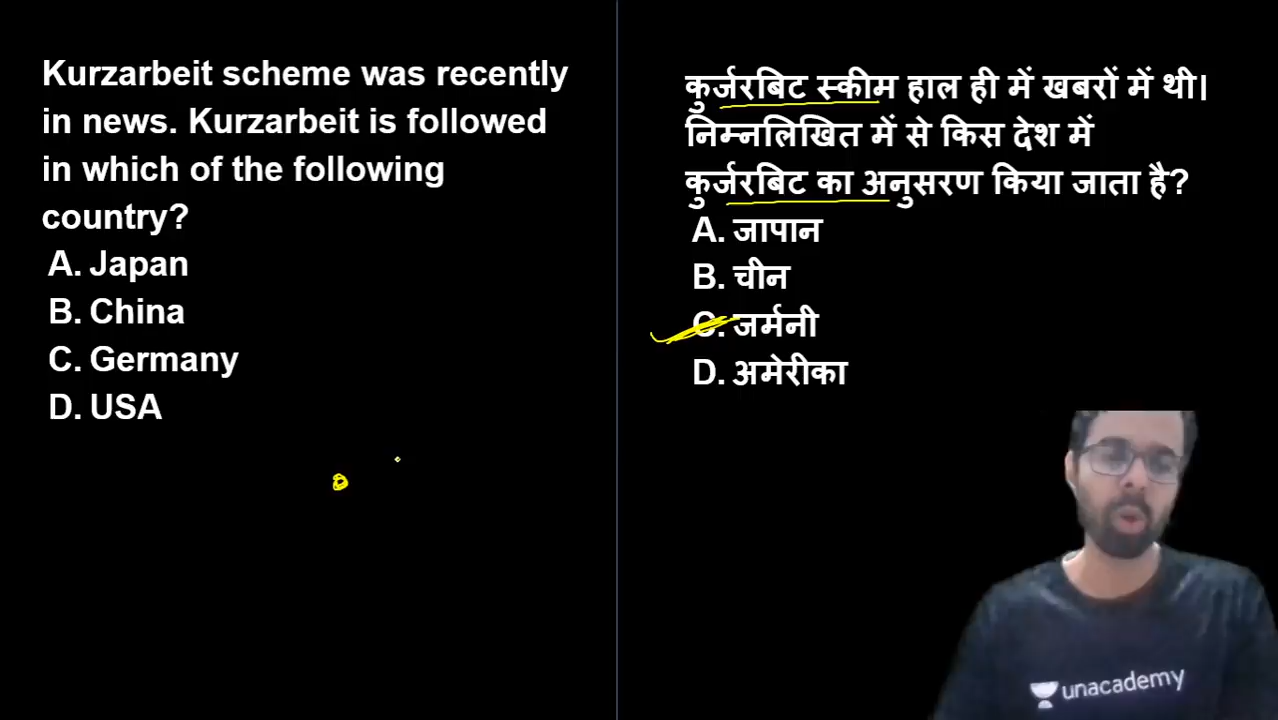 Kurzarbeit scheme was recently
in news. Kurzarbeit is followed
in which of the following
country?
A. Japan
B. China
C. Germany
D. USA
कुर्जरबिट स्कीम हाल ही में खबरों में थी।
निम्नलिखित में से किस देश में
कुर्जरबिट का अनुसरण किया जाता है?
A. जापान
B. चीन
C. जर्मनी
D. अमेरीका
unacademy